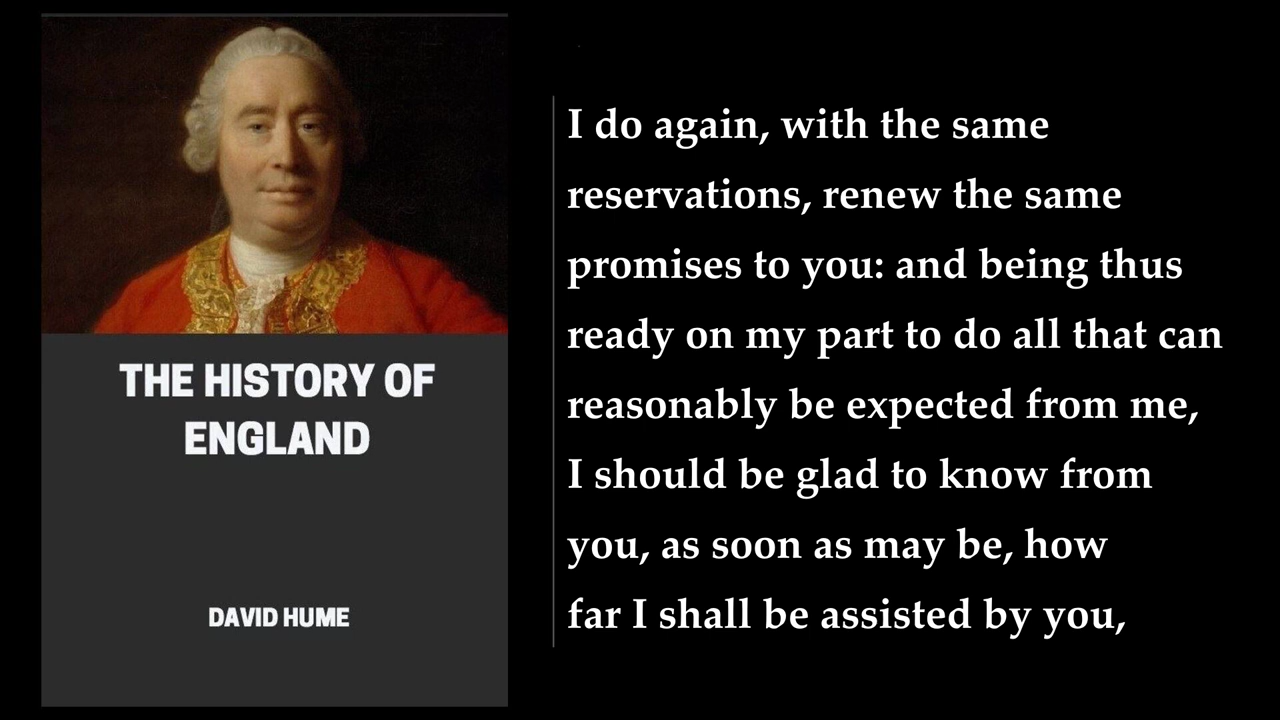 THE HISTORY OF
ENGLAND
DAVID HUME
I do again, with the same
reservations, renew the same
promises to you: and being thus
ready on my part to do all that can
reasonably be expected from me,
I should be glad to know from
you, as soon as may be, how
far I shall be assisted by you,